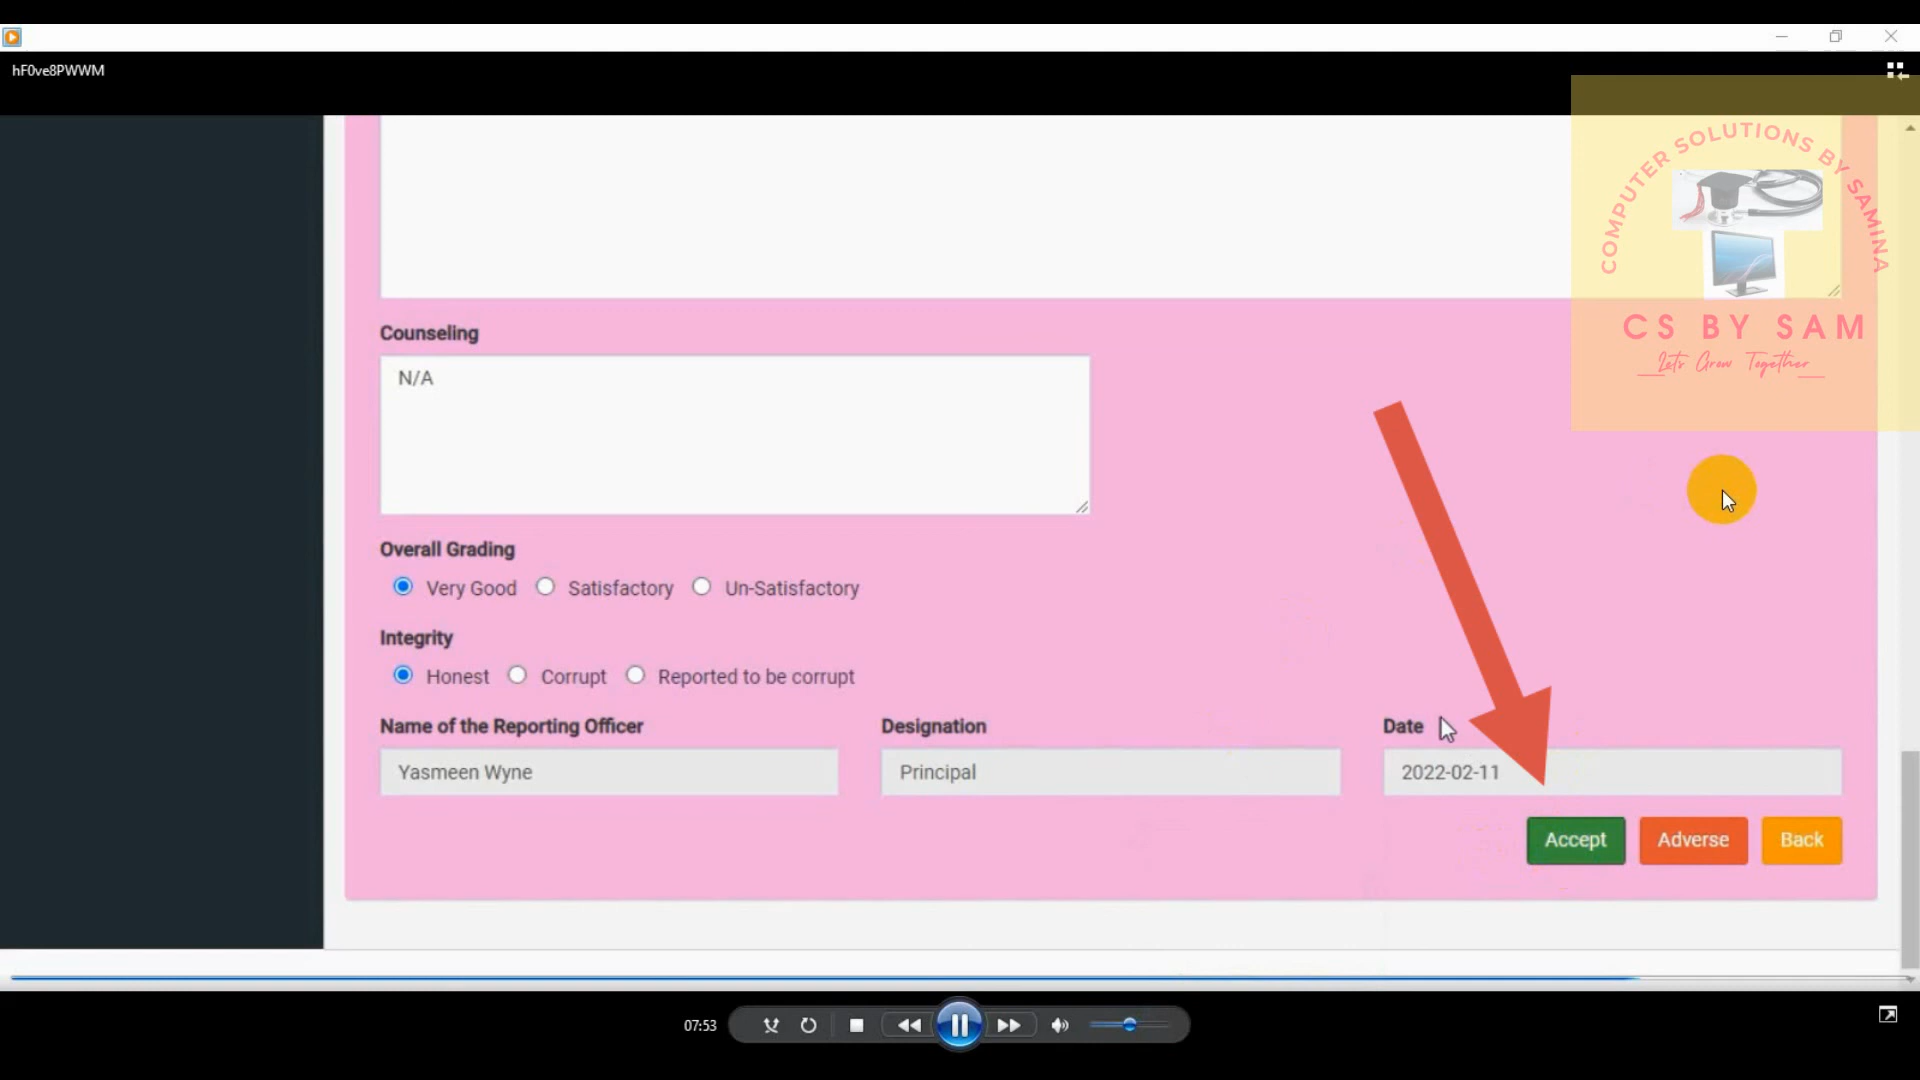 hF0ve8PWWM
COMPUTER SOLUTIONS BY SAMINA
CS BY SAM
Lets Grow Together
Counseling
N/A
Overall Grading
Very Good Satisfactory Un-Satisfactory
Integrity
Honest Corrupt Reported to be corrupt
Name of the Reporting Officer Designation Date
Yasmeen Wyne Principal 2022-02-11
Accept Adverse Back
07:53